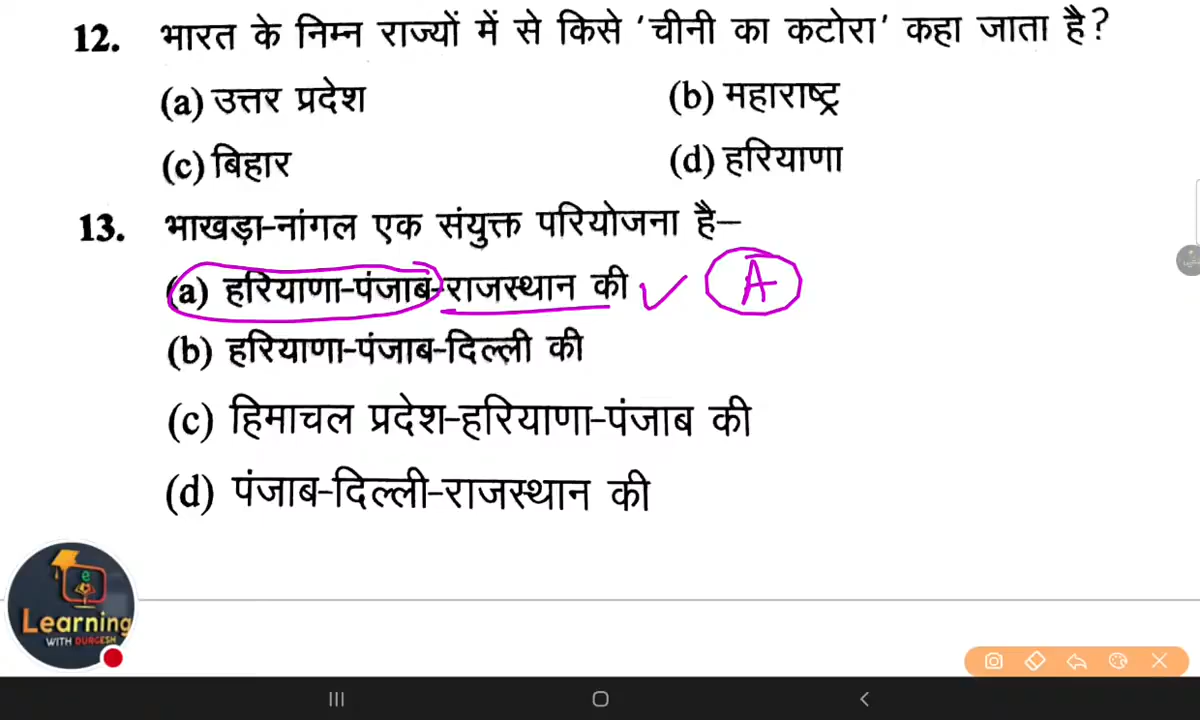 12. भारत के निम्न राज्यों में से किसे 'चीनी का कटोरा' कहा जाता है?
(a) उत्तर प्रदेश (b) महाराष्ट्र
(c) बिहार (d) हरियाणा
13. भाखड़ा-नांगल एक संयुक्त परियोजना है–
(a) हरियाणा-पंजाब-राजस्थान की A
(b) हरियाणा-पंजाब-दिल्ली की
(c) हिमाचल प्रदेश-हरियाणा-पंजाब की
(d) पंजाब-दिल्ली-राजस्थान की
e
Learning
WITH DURGESH